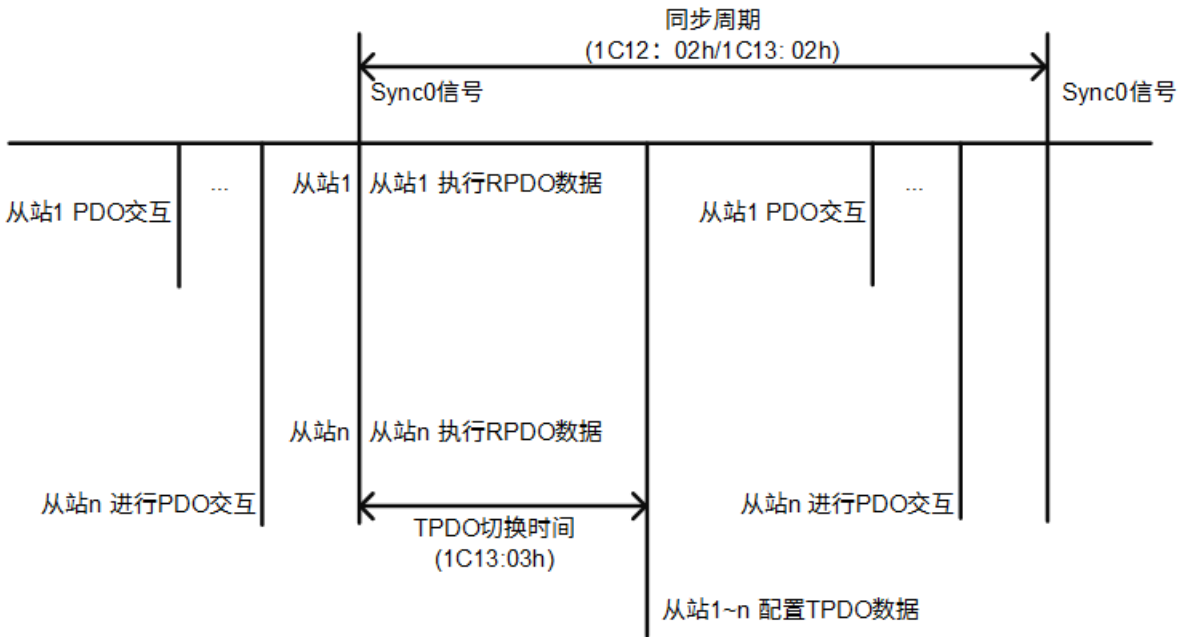 同步周期
(1C12：02h/1C13: 02h)
Sync0信号
Sync0信号
...
从站1
从站1 执行RPDO数据
...
从站1 PDO交互
从站1 PDO交互
从站n
从站n 执行RPDO数据
从站n 进行PDO交互
从站n 进行PDO交互
TPDO切换时间
(1C13:03h)
从站1~n 配置TPDO数据